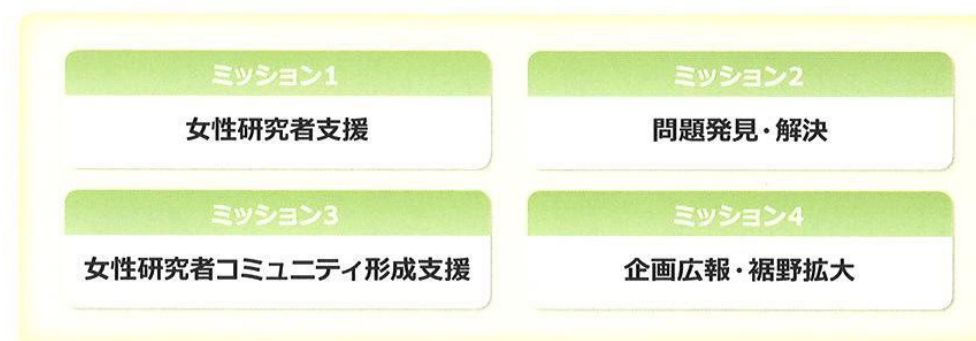 ミッション1
女性研究者支援
ミッション2
問題発見・解決
ミッション3
女性研究者コミュニティ形成支援
ミッション4
企画広報・裾野拡大